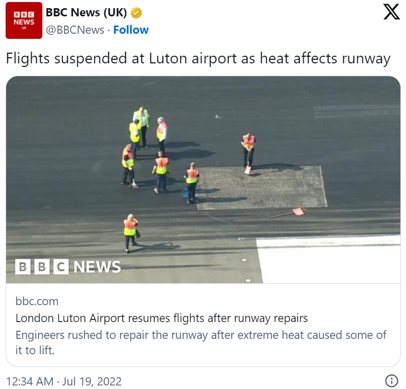 BBC NEWS
BBC News (UK)
X
@BBCNews · Follow
Flights suspended at Luton airport as heat affects runway
BBC NEWS
bbc.com
London Luton Airport resumes flights after runway repairs
Engineers rushed to repair the runway after extreme heat caused some of
it to lift.
12:34 AM · Jul 19, 2022